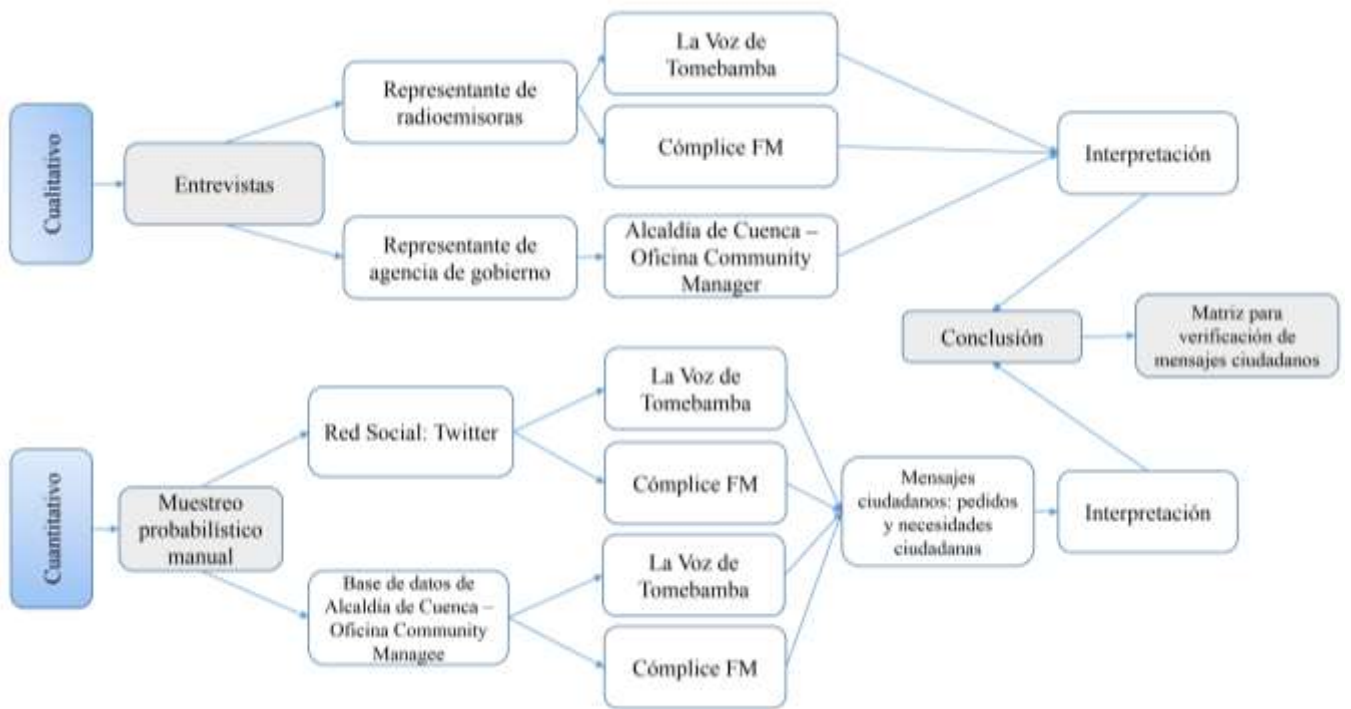 Cualitativo
Entrevistas
Representante de
radioemisoras
La Voz de
Tomebamba
Cómplice FM
Representante de
agencia de gobierno
Alcaldía de Cuenca –
Oficina Community
Manager
Interpretación
Conclusión
Matriz para
verificación de
mensajes ciudadanos
Cuantitativo
Muestreo
probabilístico
manual
Red Social: Twitter
La Voz de
Tomebamba
Cómplice FM
Base de datos de
Alcaldía de Cuenca –
Oficina Community
Managee
La Voz de
Tomebamba
Cómplice FM
Mensajes
ciudadanos: pedidos
y necesidades
ciudadanas
Interpretación